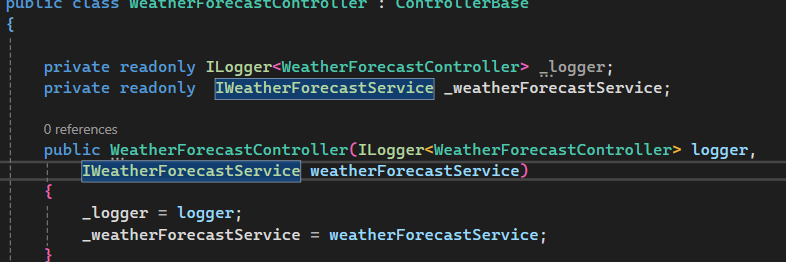 public class WeatherForecastController : ControllerBase
{
private readonly ILogger<WeatherForecastController> _logger;
private readonly  IWeatherForecastService _weatherForecastService;
0 references
public WeatherForecastController(ILogger<WeatherForecastController> logger,
IWeatherForecastService weatherForecastService)
{
_logger = logger;
_weatherForecastService = weatherForecastService;
}